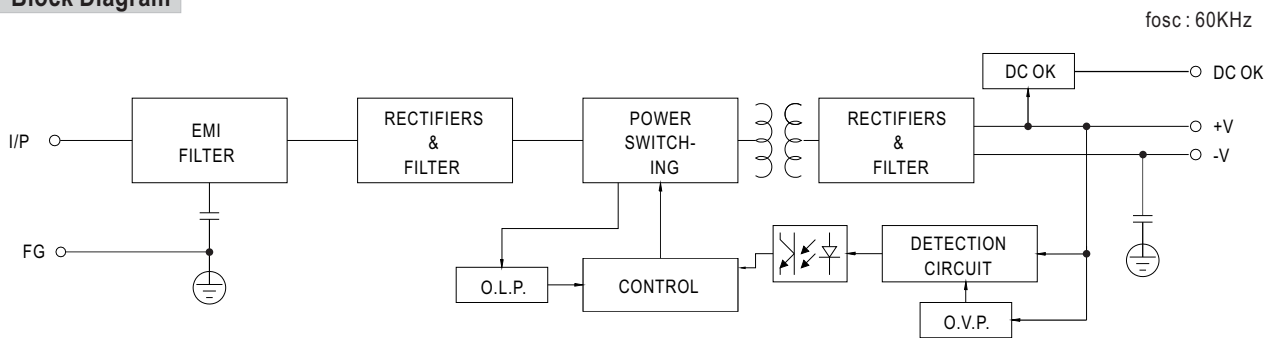 Block Diagram
fosc : 60KHz
DC OK
DC OK
I/P
EMI
FILTER
RECTIFIERS
&
FILTER
POWER
SWITCH-
ING
RECTIFIERS
&
FILTER
+V
-V
FG
O.L.P.
CONTROL
DETECTION
CIRCUIT
O.V.P.